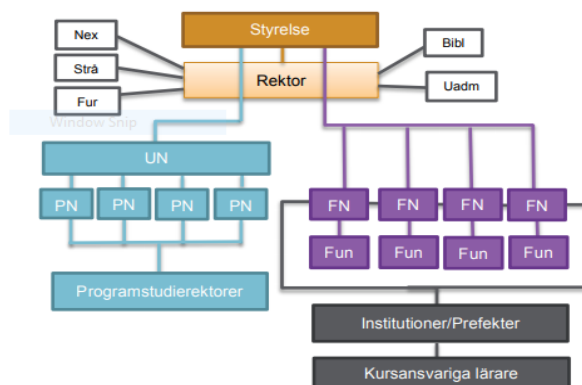 Styrelse
Nex
Bibl
Strå
Rektor
Fur
Uadm
Window Snip
UN
PN PN PN PN
FN FN FN FN
Fun Fun Fun Fun
Programstudierektorer
Institutioner/Prefekter
Kursansvariga lärare